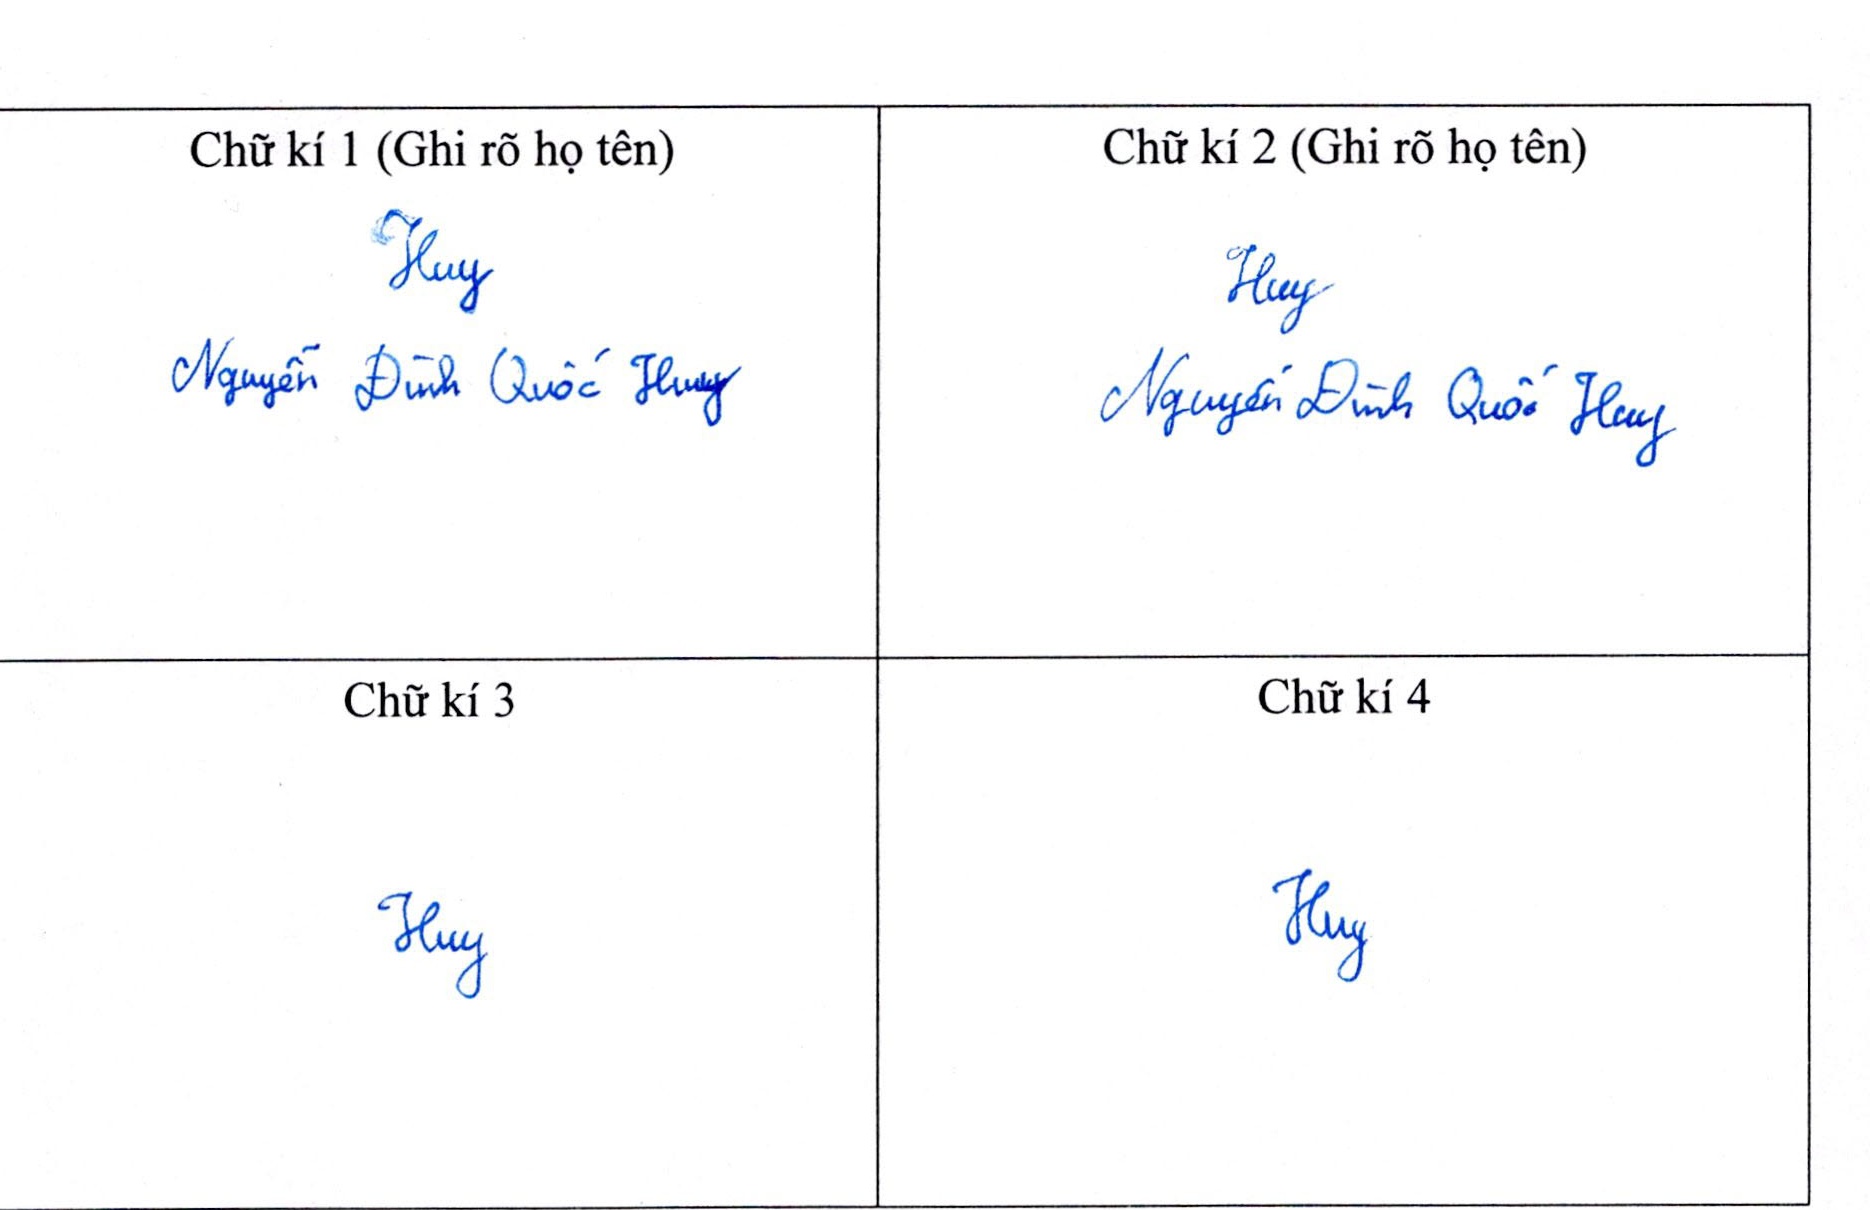 Chữ kí 1 (Ghi rõ họ tên)
Huy
Nguyễn Đình Quốc Huy
Chữ kí 2 (Ghi rõ họ tên)
Huy
Nguyễn Đình Quốc Huy
Chữ kí 3
Huy
Chữ kí 4
Huy